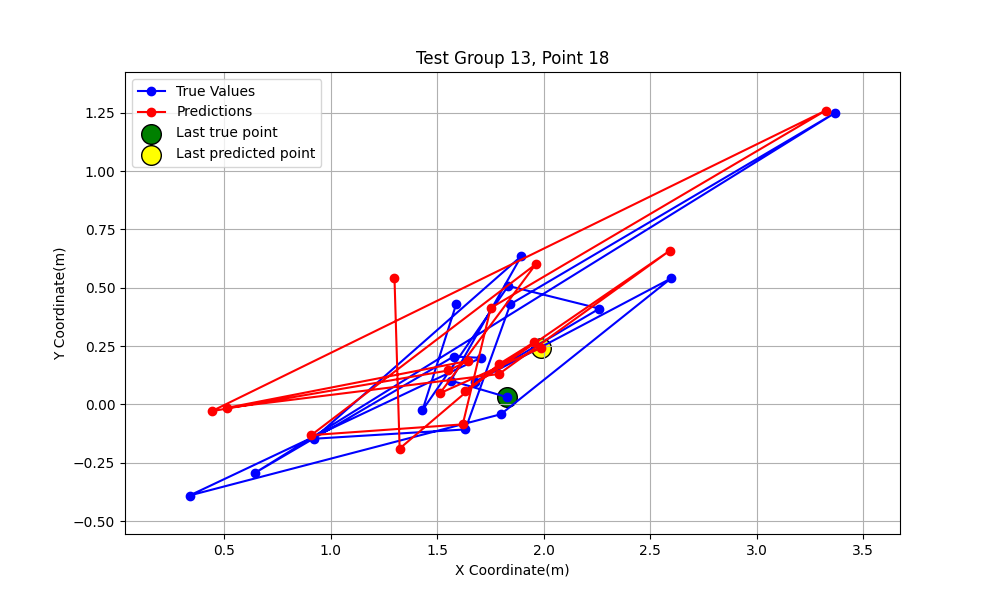 Test Group 13, Point 18
True Values
Predictions
Last true point
Last predicted point
Y Coordinate(m)
1.25
1.00
0.75
0.50
0.25
0.00
−0.25
−0.50
0.5 1.0 1.5 2.0 2.5 3.0 3.5
X Coordinate(m)